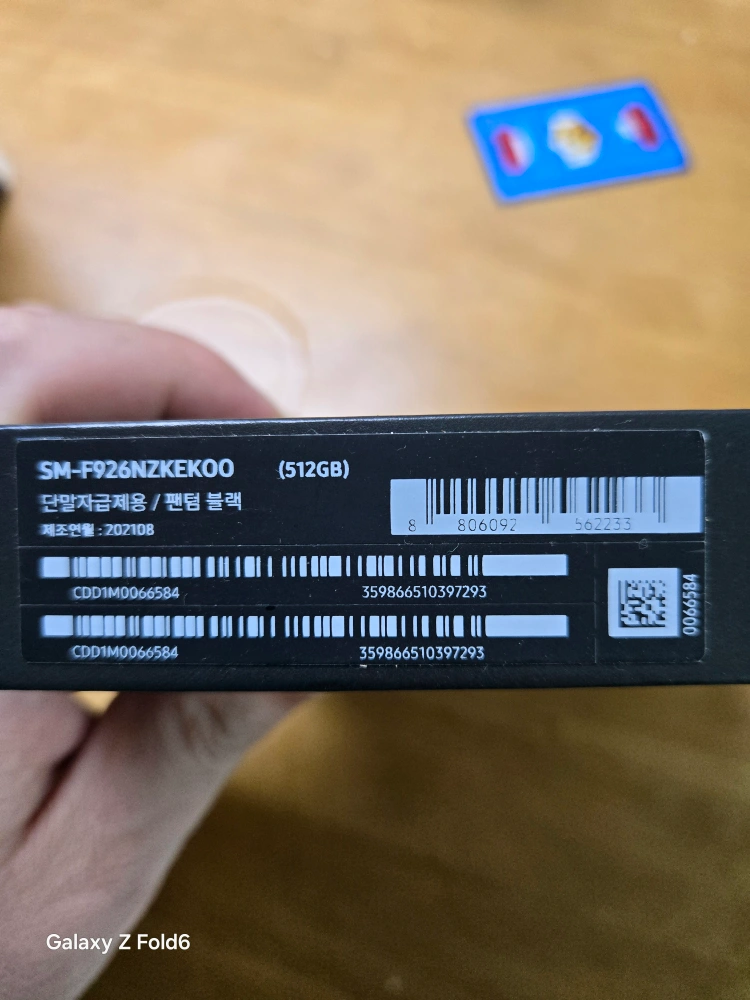 SM-F926NZKEKOO (512GB)
단말자급제용 / 팬텀 블랙
제조연월 : 202108
8 806092 562233
CDD1M0066584 359866510397293
CDD1M0066584 359866510397293
0066584
Galaxy Z Fold6